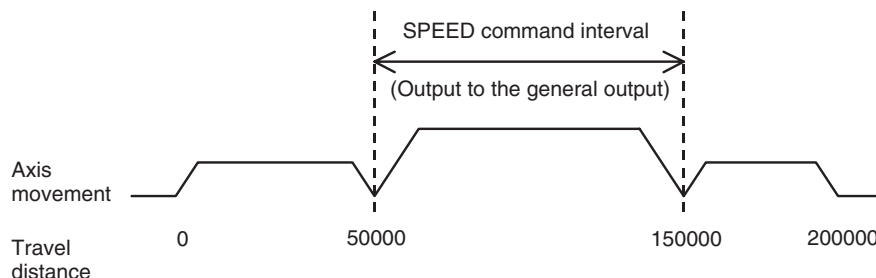 SPEED command interval
(Output to the general output)
Axis
movement
Travel
distance
0
50000
150000
200000